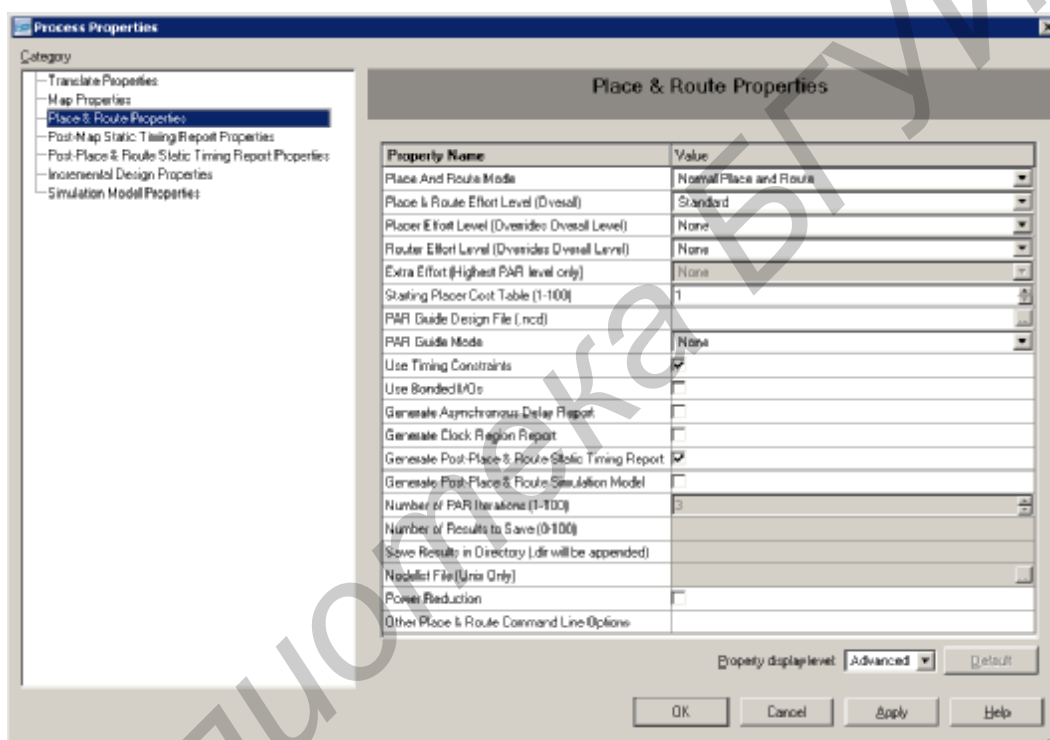 Process Properties
Category
Translate Properties
Map Properties
Place & Route Properties
Post-Map Static Timing Report Properties
Post-Place & Route Static Timing Report Properties
Incremental Design Properties
Simulation Model Properties
Place & Route Properties
Property Name Value
Place And Route Mode Normal Place and Route
Place & Route Effort Level (Overall) Standard
Placer Effort Level (Overrides Overall Level) None
Router Effort Level (Overrides Overall Level) None
Extra Effort (Highest PAR level only) None
Starting Placer Cost Table (1-100) 1
PAR Guide Design File (.ncd) ...
PAR Guide Mode None
Use Timing Constraints
Use Bonded I/Os
Generate Asynchronous Delay Report
Generate Clock Region Report
Generate Post-Place & Route Static Timing Report
Generate Post-Place & Route Simulation Model
Number of PAR Iterations (1-100) 3
Number of Results to Save (0-100)
Save Results in Directory (.dir will be appended)
Nodelist File (Unix Only) ...
Power Reduction
Other Place & Route Command Line Options
Property display level: Advanced Default
OK Cancel Apply Help
лиотека БГУИ